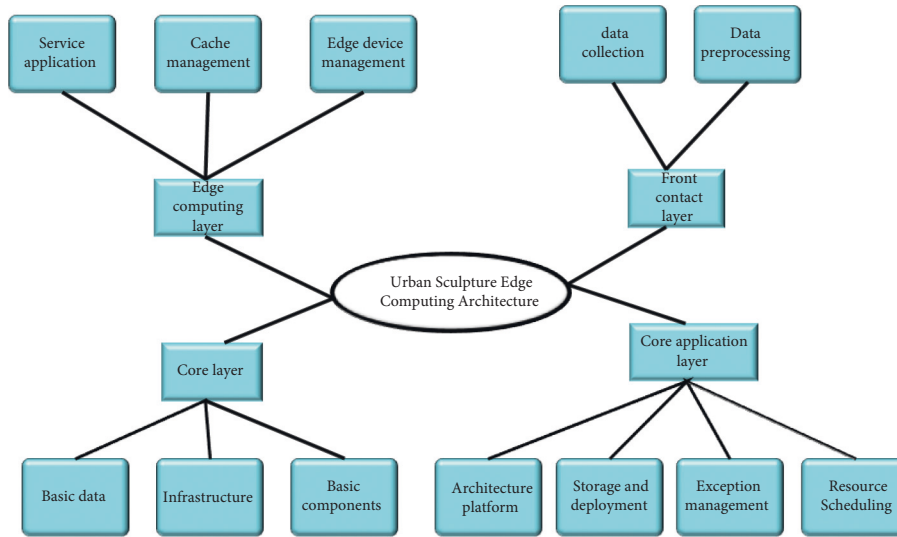 Service
application
Cache
management
Edge device
management
data
collection
Data
preprocessing
Edge
computing
layer
Front
contact
layer
Urban Sculpture Edge
Computing Architecture
Core layer
Core application
layer
Basic data
Infrastructure
Basic
components
Architecture
platform
Storage and
deployment
Exception
management
Resource
Scheduling